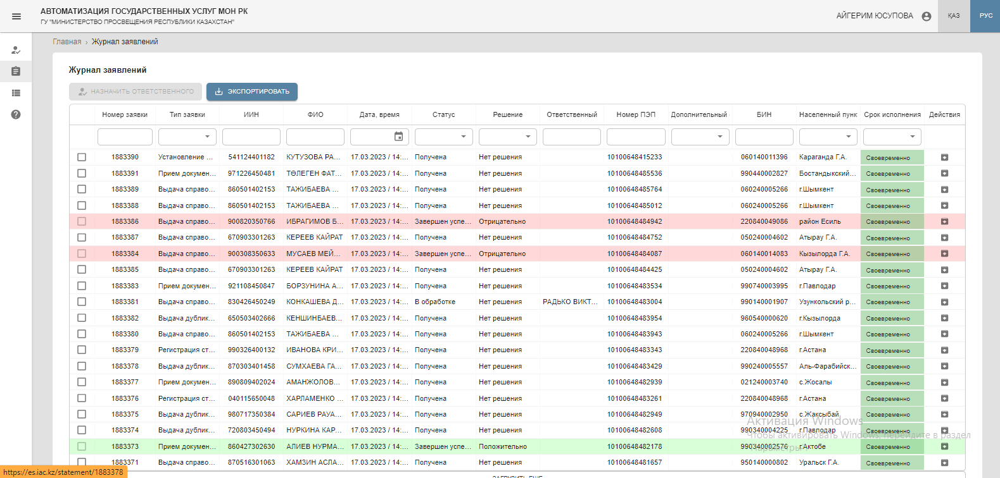 АВТОМАТИЗАЦИЯ ГОСУДАРСТВЕННЫХ УСЛУГ МОН РК
ГУ "МИНИСТЕРСТВО ПРОСВЕЩЕНИЯ РЕСПУБЛИКИ КАЗАХСТАН"
АЙГЕРИМ ЮСУПОВА ҚАЗ РУС
Главная › Журнал заявлений
Журнал заявлений
НАЗНАЧИТЬ ОТВЕТСТВЕННОГО ЭКСПОРТИРОВАТЬ
Номер заявки Тип заявки ИИН ФИО Дата, время Статус Решение Ответственный Номер ПЭП Дополнительный БИН Населенный пунк Срок исполнения Действия
1883390 Установление ... 541124401182 КУТУЗОВА РА... 17.03.2023 / 14:... Получена Нет решения 10100648415233 060140011396 Караганда Г.А. Своевременно
1883391 Прием докумен... 971226450481 ТӨЛЕГЕН ФАТ... 17.03.2023 / 14:... Получена Нет решения 10100648485536 990440002827 Бостандыкский... Своевременно
1883389 Выдача справо... 860501402153 ТАЖИБАЕВА ... 17.03.2023 / 14:... Получена Нет решения 10100648485764 060240005266 г.Шымкент Своевременно
1883388 Выдача справо... 860501402153 ТАЖИБАЕВА ... 17.03.2023 / 14:... Получена Нет решения 10100648485012 060240005266 г.Шымкент Своевременно
1883386 Выдача справо... 900820350766 ИБРАГИМОВ Б... 17.03.2023 / 14:... Завершен успе... Отрицательно 10100648484942 220840049086 район Есиль Своевременно
1883387 Выдача справо... 670903301263 КЕРЕЕВ КАЙРАТ 17.03.2023 / 14:... Получена Нет решения 10100648484752 050240004602 Атырау Г.А. Своевременно
1883384 Выдача справо... 900308350633 МУСАЕВ МЕЙ... 17.03.2023 / 14:... Завершен успе... Отрицательно 10100648484087 060140014083 Кызылорда Г.А. Своевременно
1883385 Выдача справо... 670903301263 КЕРЕЕВ КАЙРАТ 17.03.2023 / 14:... Получена Нет решения 10100648484425 050240004602 Атырау Г.А. Своевременно
1883383 Прием докумен... 921108450847 БОРЗУНИНА А... 17.03.2023 / 14:... Получена Нет решения 10100648483534 990740003995 г.Павлодар Своевременно
1883381 Выдача справо... 830426450249 КОНКАШЕВА Д... 17.03.2023 / 14:... В обработке Нет решения РАДЬКО ВИКТ... 10100648483004 990140001907 Узункольский р... Своевременно
1883382 Выдача дублик... 650503402666 КЕНШИНБАЕВ... 17.03.2023 / 14:... Получена Нет решения 10100648483954 960540000620 г.Кызылорда Своевременно
1883380 Выдача справо... 860501402153 ТАЖИБАЕВА ... 17.03.2023 / 14:... Получена Нет решения 10100648483943 060240005266 г.Шымкент Своевременно
1883379 Регистрация ст... 990326400132 ИВАНОВА КРИ... 17.03.2023 / 14:... Получена Нет решения 10100648483343 220840048968 г.Астана Своевременно
1883378 Выдача дублик... 870303401458 СУМХАЕВА ГА... 17.03.2023 / 14:... Получена Нет решения 10100648483429 990240005557 Аль-Фарабийск... Своевременно
1883377 Прием докумен... 890809402024 АМАНЖОЛОВ... 17.03.2023 / 14:... Получена Нет решения 10100648482939 021240003740 с.Жосалы Своевременно
1883376 Регистрация ст... 040115650048 ХАРЛАМЕНКО ... 17.03.2023 / 14:... Получена Нет решения 10100648483261 220840048968 г.Астана Своевременно
1883375 Выдача дублик... 980717350384 САРИЕВ РАУА... 17.03.2023 / 14:... Получена Нет решения 10100648482949 970940002950 с.Жаксыбай Своевременно
Активация Windows
1883374 Выдача дублик... 720803450494 НУРКИНА КАР... 17.03.2023 / 14:... Получена Нет решения 10100648482608 990340004225 г.Павлодар Своевременно
Чтобы активировать Windows, перейдите в раздел
1883373 Прием докумен... 860427302630 АЛИЕВ НУРМА... 17.03.2023 / 14:... Завершен успе... Положительно 10100648482178 990340002576 г.Актобе Своевременно
"Параметры".
1883371 870516301063 ХАМЗИН АСЛА... 17.03.2023 / 14:... Получена Нет решения 10100648481657 950140000802 Уральск Г.А. Своевременно
https://es.iac.kz/statement/1883378
ЗАГРУЗИТЬ ЕЩЕ